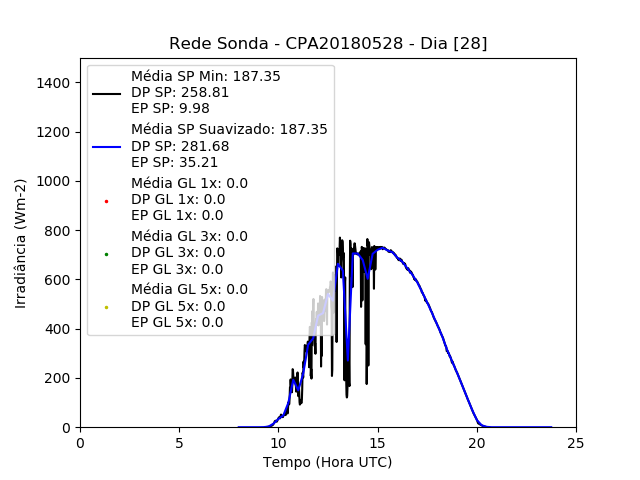 Rede Sonda - CPA20180528 - Dia [28]
Média SP Min: 187.35
DP SP: 258.81
EP SP: 9.98
Média SP Suavizado: 187.35
DP SP: 281.68
EP SP: 35.21
Média GL 1x: 0.0
DP GL 1x: 0.0
EP GL 1x: 0.0
Média GL 3x: 0.0
DP GL 3x: 0.0
EP GL 3x: 0.0
Média GL 5x: 0.0
DP GL 5x: 0.0
EP GL 5x: 0.0
Irradiância (Wm-2)
1400
1200
1000
800
600
400
200
0
0 5 10 15 20 25
Tempo (Hora UTC)